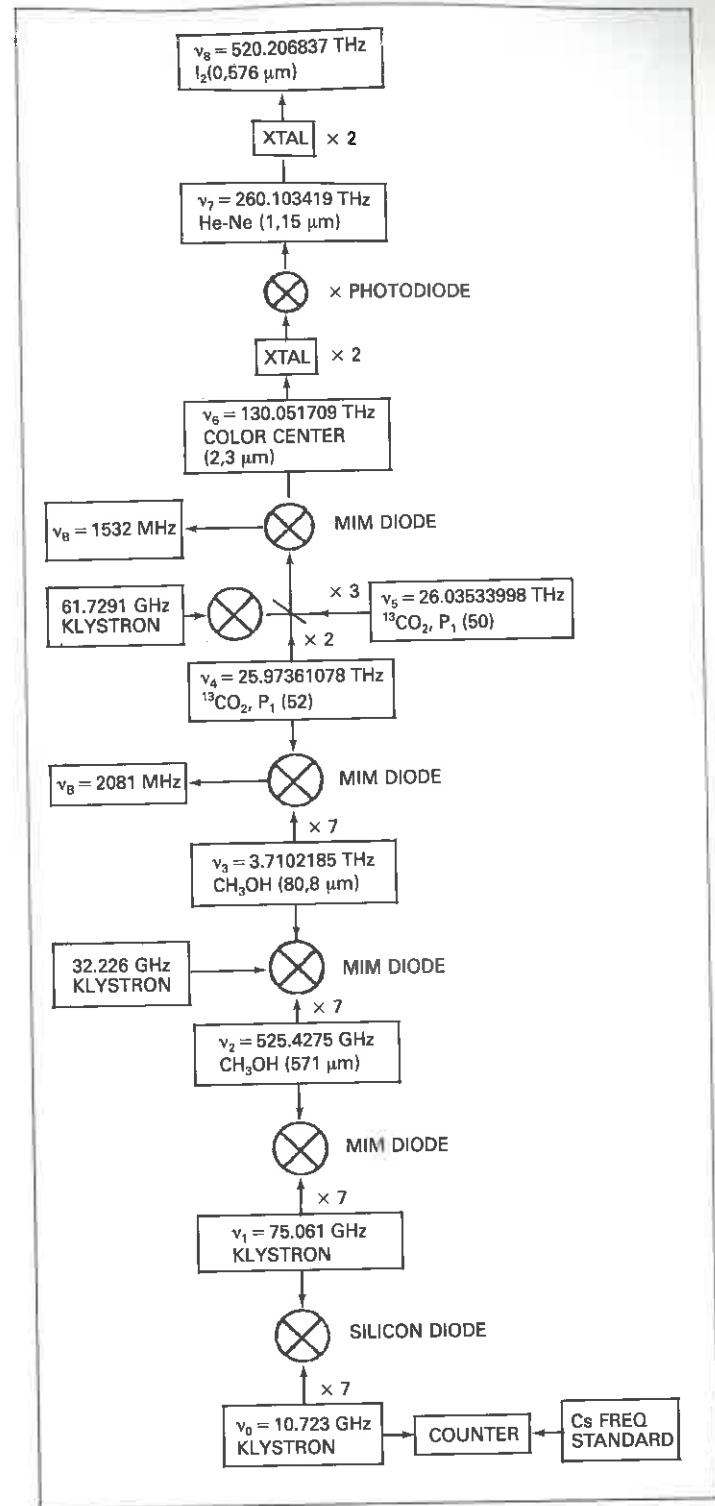 ν₈ = 520.206837 THz
I₂(0,576 μm)
XTAL × 2
ν₇ = 260.103419 THz
He-Ne (1,15 μm)
× PHOTODIODE
XTAL × 2
ν₆ = 130.051709 THz
COLOR CENTER
(2,3 μm)
MIM DIODE
ν_B = 1532 MHz
× 3
61.7291 GHz
KLYSTRON
ν₅ = 26.03533998 THz
¹³CO₂, P₁ (50)
× 2
ν₄ = 25.97361078 THz
¹³CO₂, P₁ (52)
MIM DIODE
ν_B = 2081 MHz
× 7
ν₃ = 3.7102185 THz
CH₃OH (80,8 μm)
32.226 GHz
KLYSTRON
MIM DIODE
× 7
ν₂ = 525.4275 GHz
CH₃OH (571 μm)
MIM DIODE
× 7
ν₁ = 75.061 GHz
KLYSTRON
SILICON DIODE
× 7
ν₀ = 10.723 GHz
KLYSTRON
COUNTER
Cs FREQ
STANDARD